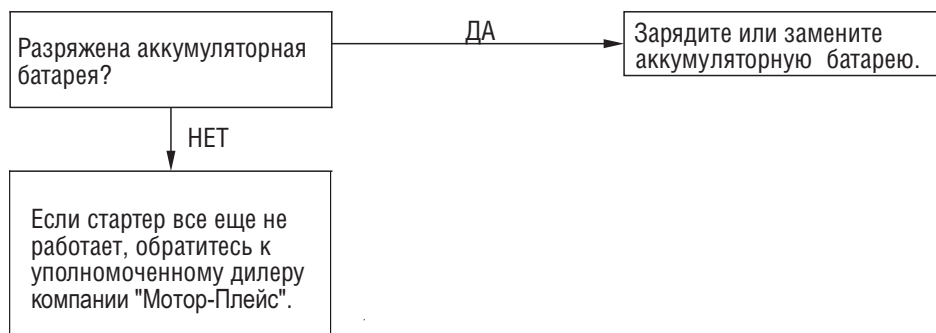 Разряжена аккумуляторная
батарея?
ДА
Зарядите или замените
аккумуляторную батарею.
НЕТ
Если стартер все еще не
работает, обратитесь к
уполномоченному дилеру
компании "Мотор-Плейс".